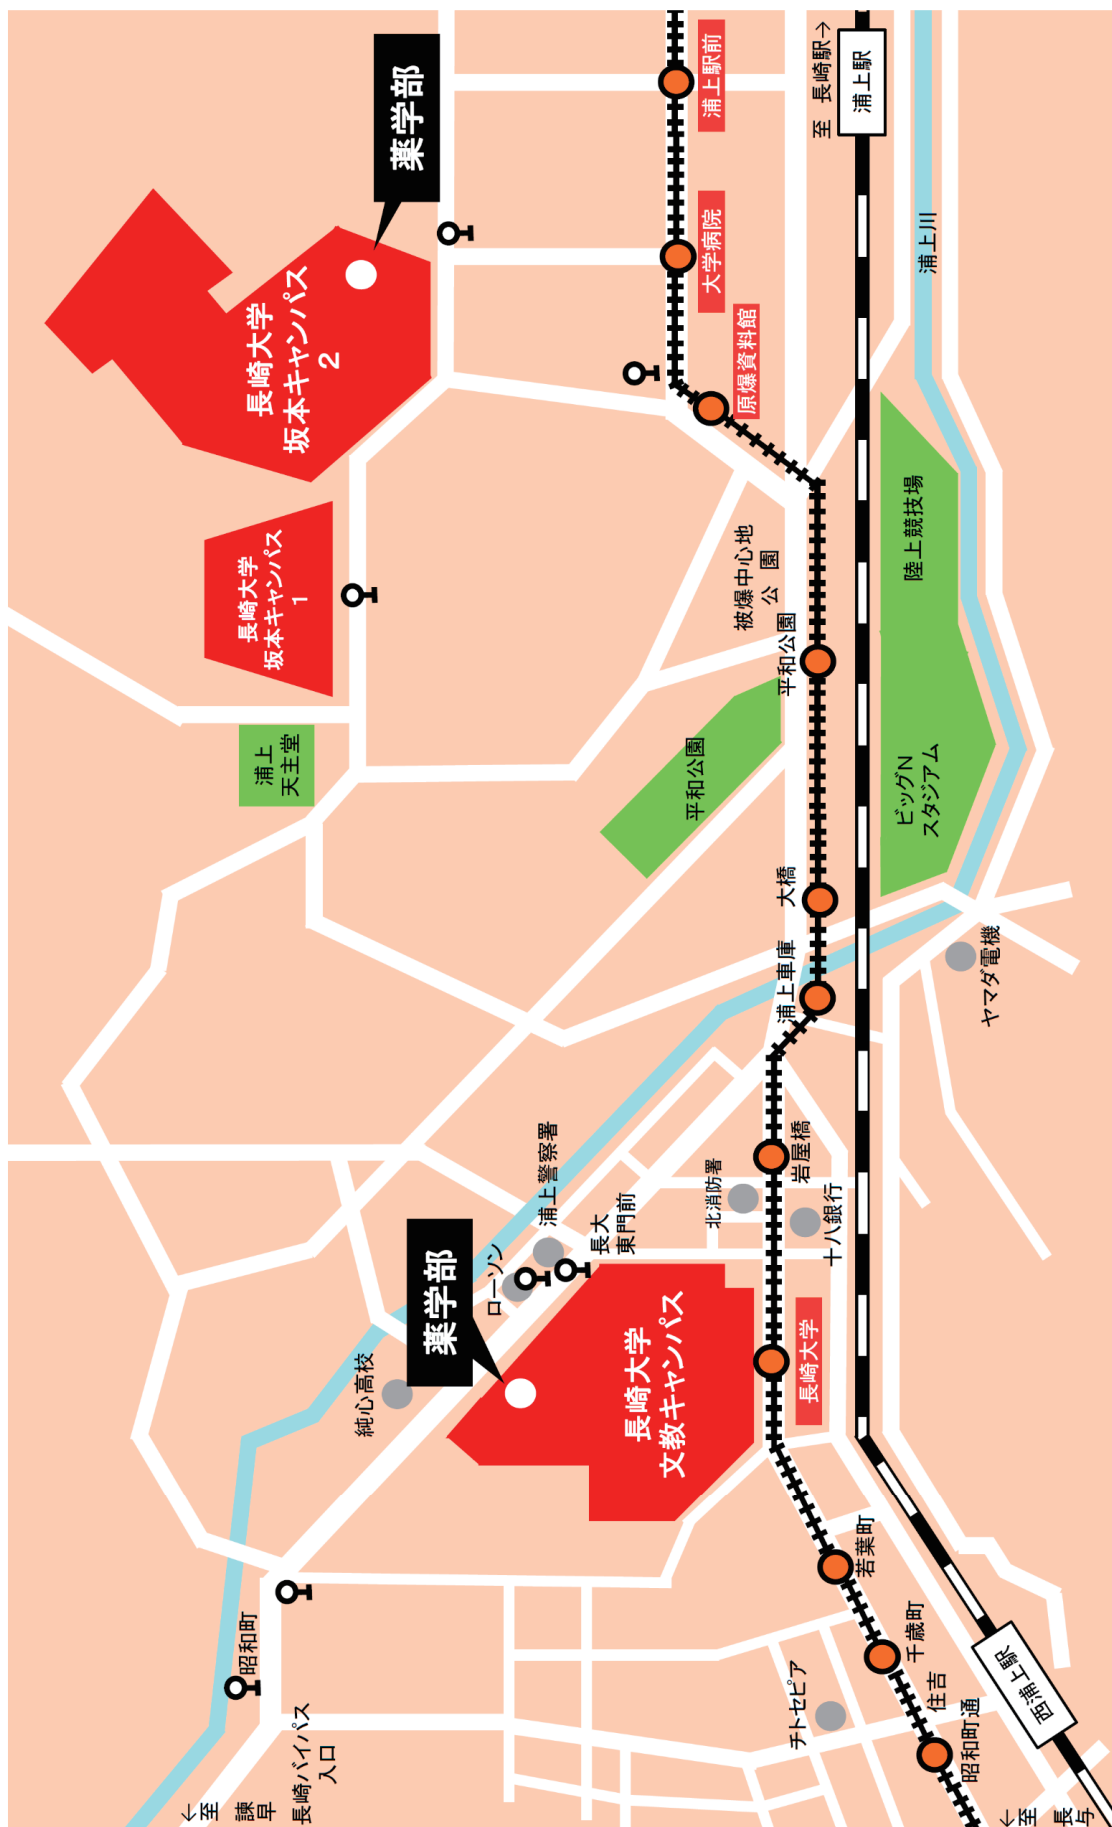 ←至
諫
早
長崎バイパス
入口
昭和町
純心高校
薬学部
ローソン
浦上警察署
長大
東門前
長崎大学
文教キャンパス
北消防署
岩屋橋
十八銀行
長崎大学
若葉町
千歳町
住吉
昭和町通
チトセピア
西浦上駅
←至
長
与
浦上
天主堂
長崎大学
坂本キャンパス
1
長崎大学
坂本キャンパス
2
薬学部
平和公園
被爆中心地
公園
平和公園
大橋
浦上車庫
原爆資料館
大学病院
浦上駅前
至 長崎駅→
浦上駅
浦上川
陸上競技場
ビッグN
スタジアム
ヤマダ電機